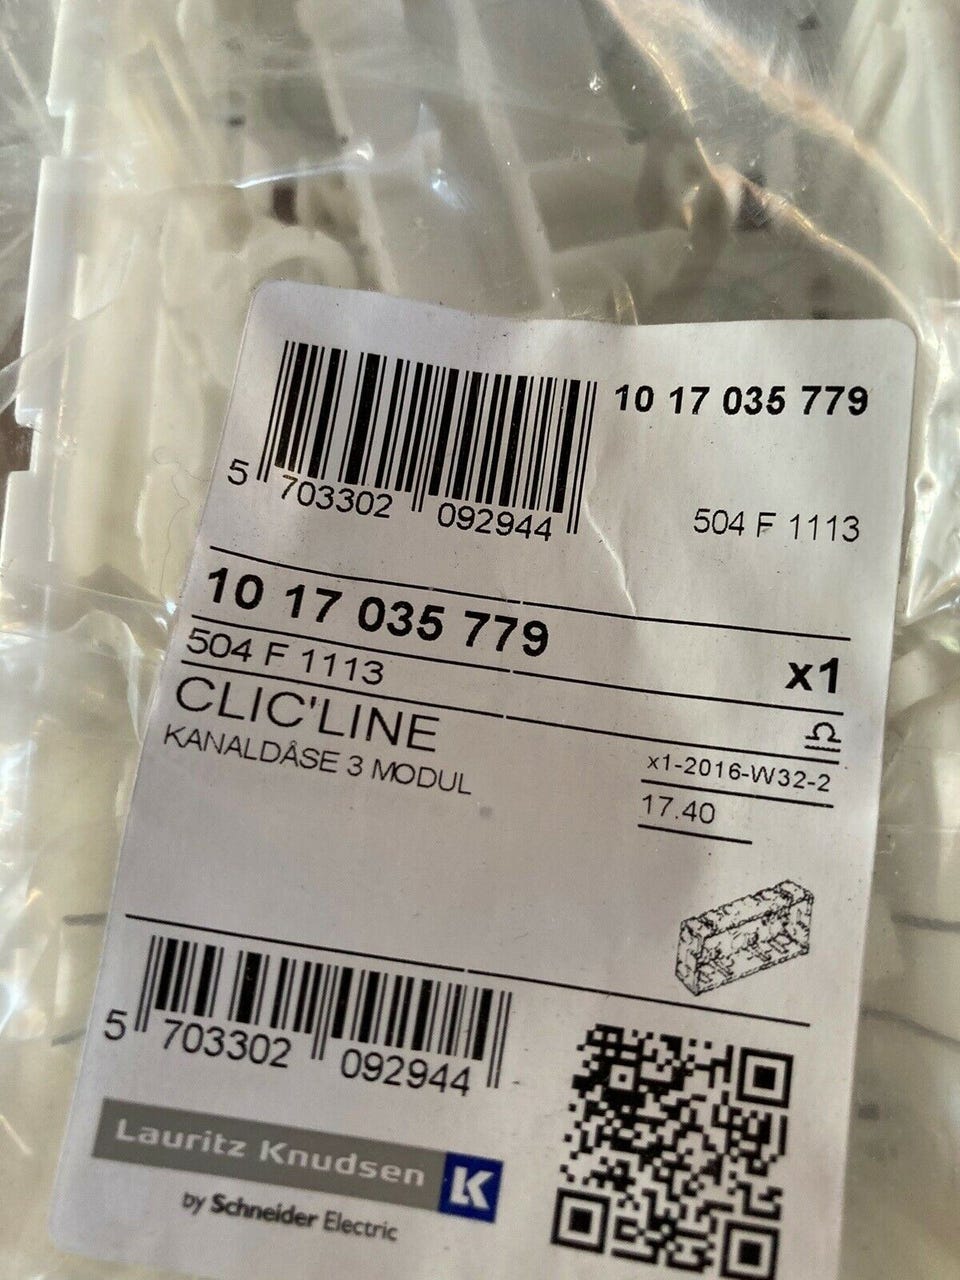 10 17 035 779
5 703302 092944
504 F 1113
10 17 035 779
x1
504 F 1113
CLIC'LINE
KANALDÅSE 3 MODUL
x1-2016-W32-2
17.40
5 703302 092944
Lauritz Knudsen LK
by Schneider Electric